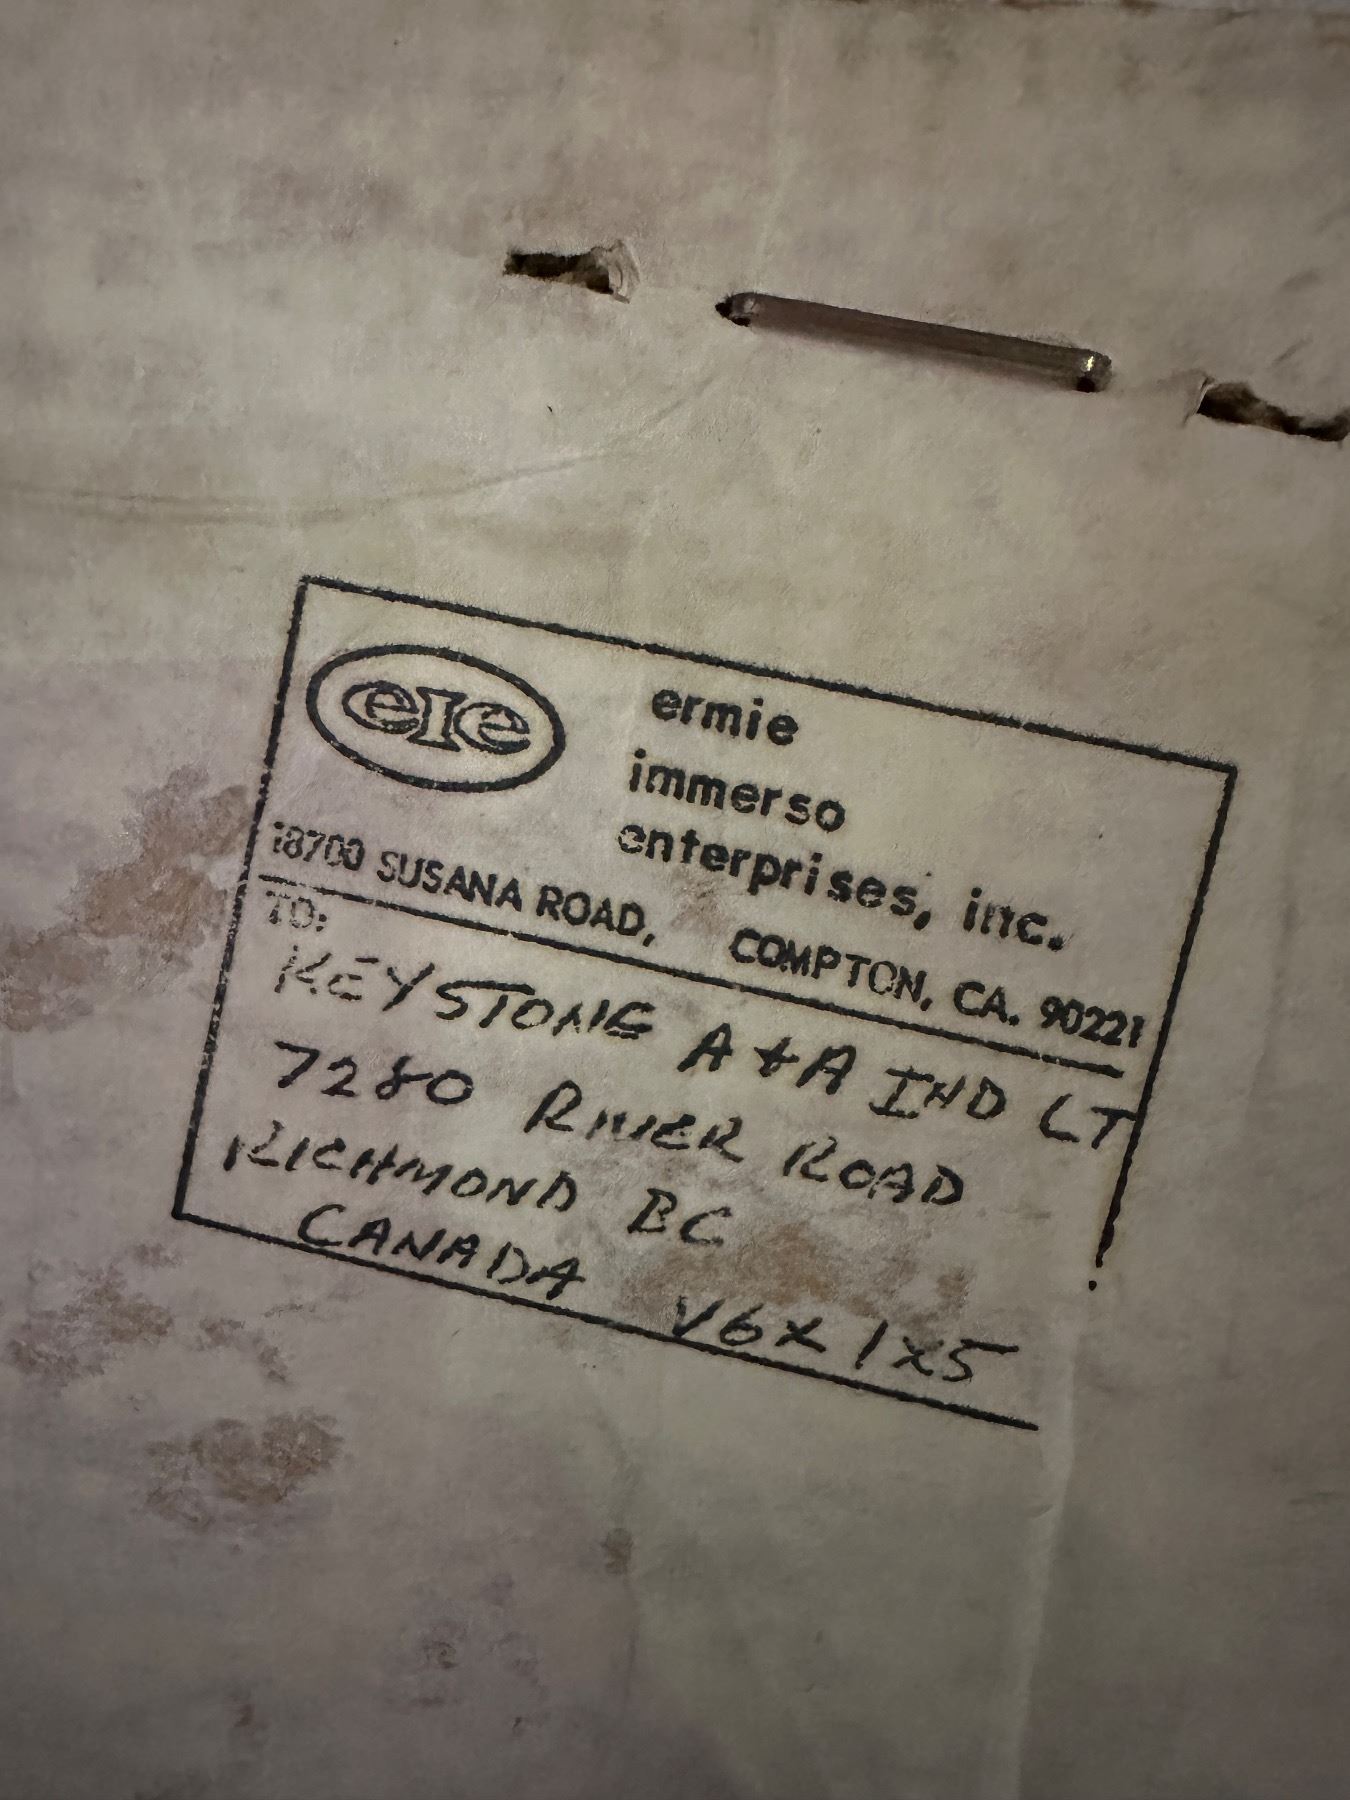 eIe
ermie
immerso
enterprises, inc.
18700 SUSANA ROAD, COMPTON, CA. 90221
TO:
KEYSTONE A & A IND LT
7280 RIVER ROAD
RICHMOND BC
CANADA V6X 1X5